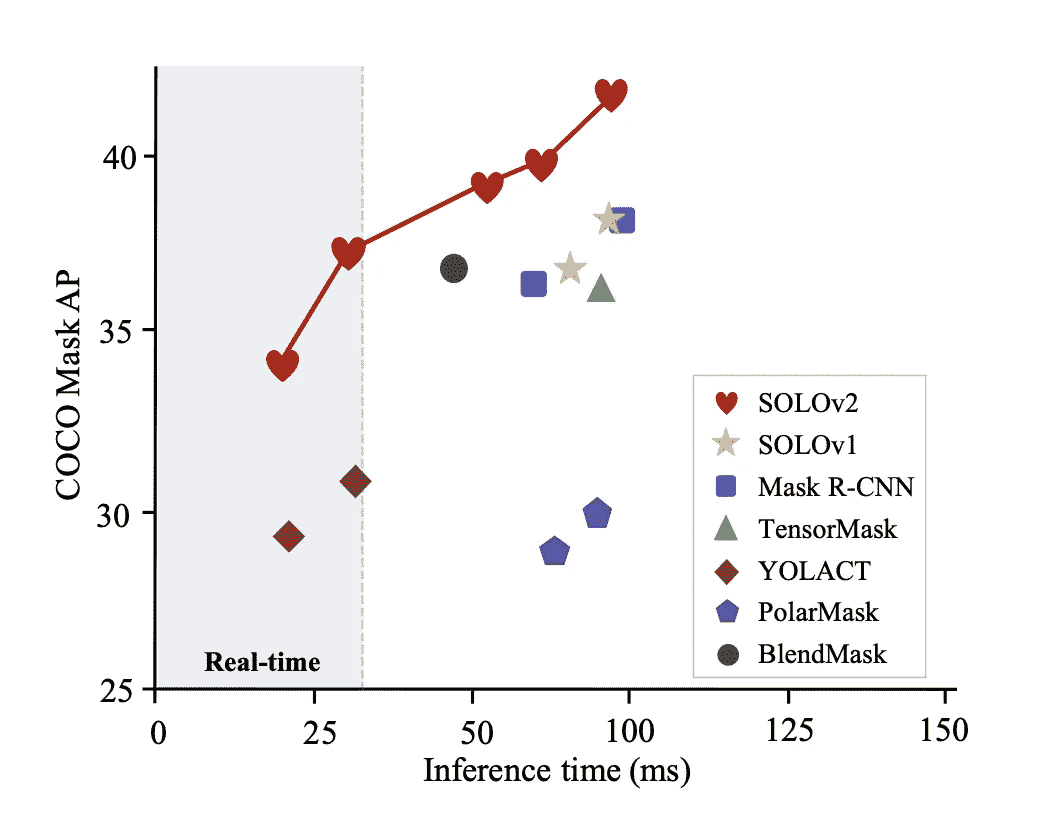 40
35
30
25
COCO Mask AP
Real-time
SOLOv2
SOLOv1
Mask R-CNN
TensorMask
YOLACT
PolarMask
BlendMask
0 25 50 100 125 150
Inference time (ms)